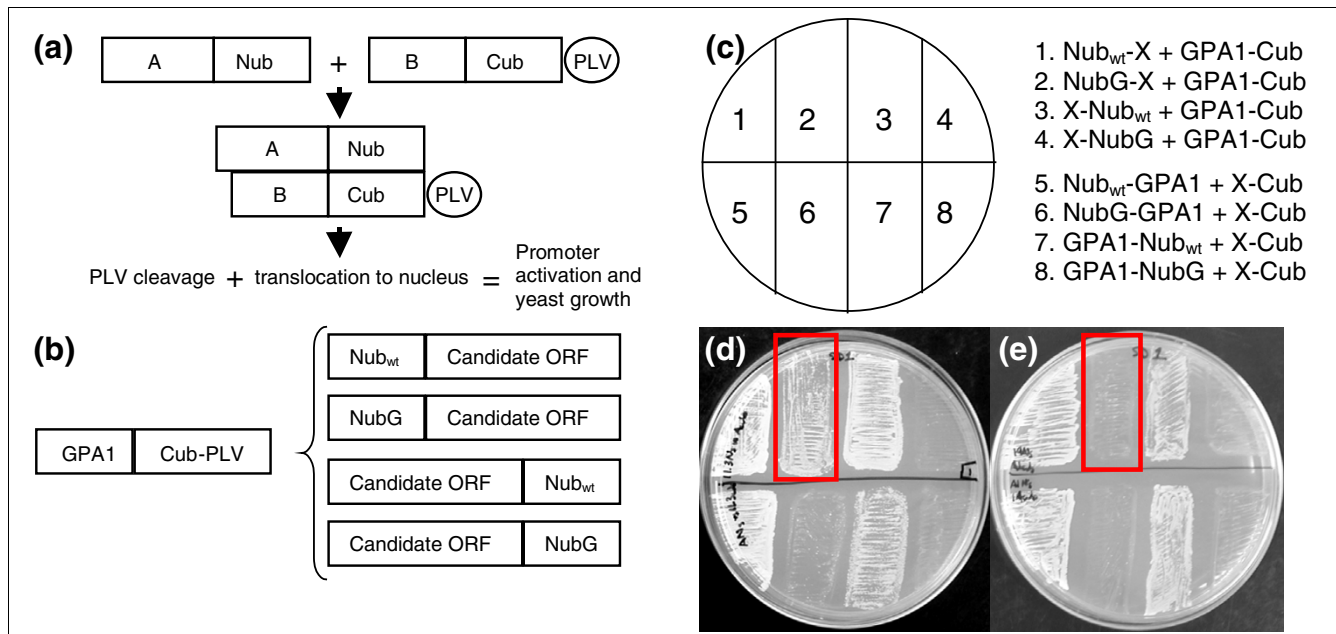 (a)
A Nub + B Cub PLV
A Nub
B Cub PLV
PLV cleavage + translocation to nucleus = Promoter activation and yeast growth
(b)
GPA1 Cub-PLV
Nubwt Candidate ORF
NubG Candidate ORF
Candidate ORF Nubwt
Candidate ORF NubG
(c)
1 2 3 4
5 6 7 8
1. Nubwt-X + GPA1-Cub
2. NubG-X + GPA1-Cub
3. X-Nubwt + GPA1-Cub
4. X-NubG + GPA1-Cub
5. Nubwt-GPA1 + X-Cub
6. NubG-GPA1 + X-Cub
7. GPA1-Nubwt + X-Cub
8. GPA1-NubG + X-Cub
(d)
(e)